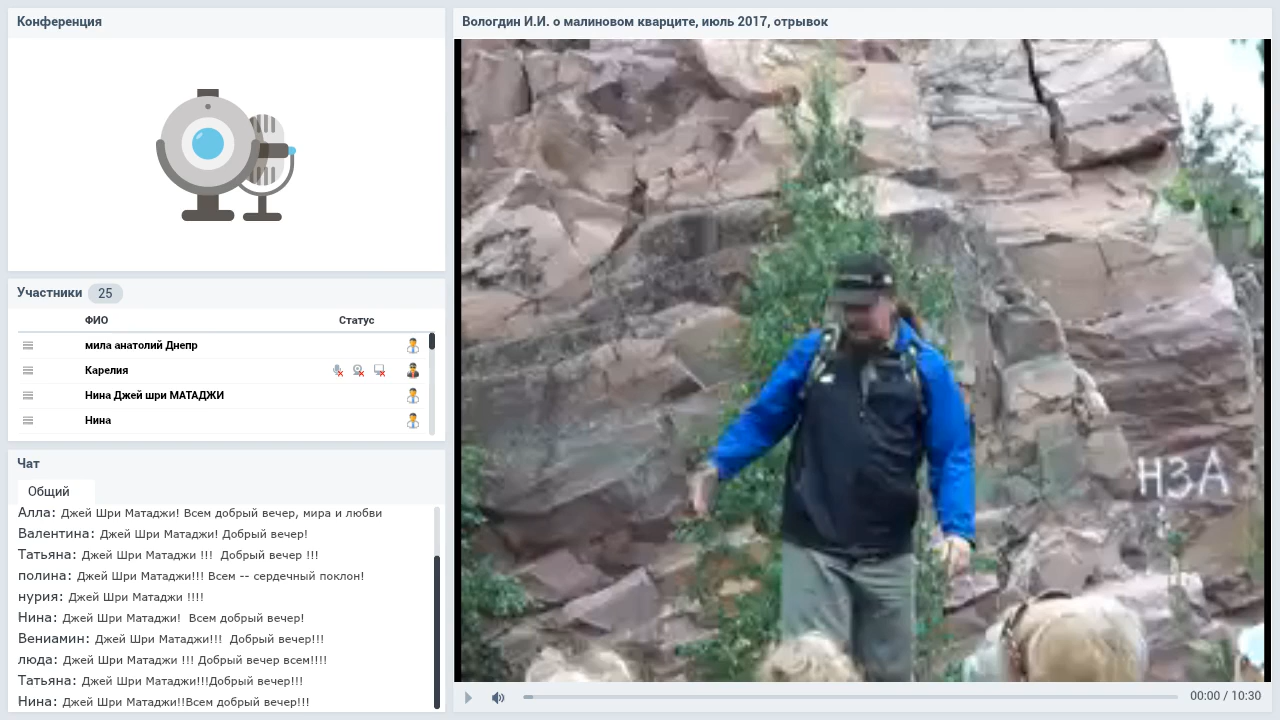 Конференция
Вологдин И.И. о малиновом кварците, июль 2017, отрывок
Участники 25
ФИО Статус
мила анатолий Днепр
Карелия
Нина Джей шри МАТАДЖИ
Нина
Чат
Общий
Алла: Джей Шри Матаджи! Всем добрый вечер, мира и любви
Валентина: Джей Шри Матаджи! Добрый вечер!
Татьяна: Джей Шри Матаджи !!! Добрый вечер !!!
полина: Джей Шри Матаджи!!! Всем -- сердечный поклон!
нурия: Джей Шри Матаджи !!!!
Нина: Джей Шри Матаджи! Всем добрый вечер!
Вениамин: Джей Шри Матаджи!!! Добрый вечер!!!
люда: Джей Шри Матаджи !!! Добрый вечер всем!!!!
Татьяна: Джей Шри Матаджи!!!Добрый вечер!!!
Нина: Джей Шри Матаджи!!Всем добрый вечер!!!
НЗА
00:00 / 10:30